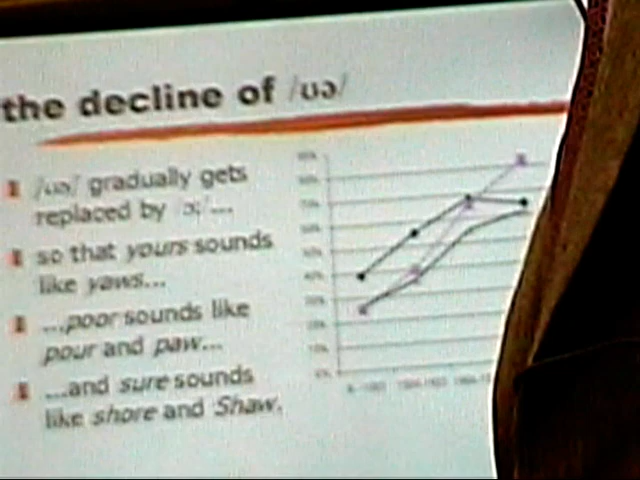 the decline of /ʊə/
/ʊə/ gradually gets
replaced by /ɔː/...
so that yours sounds
like yaws...
...poor sounds like
pour and paw...
...and sure sounds
like shore and Shaw.